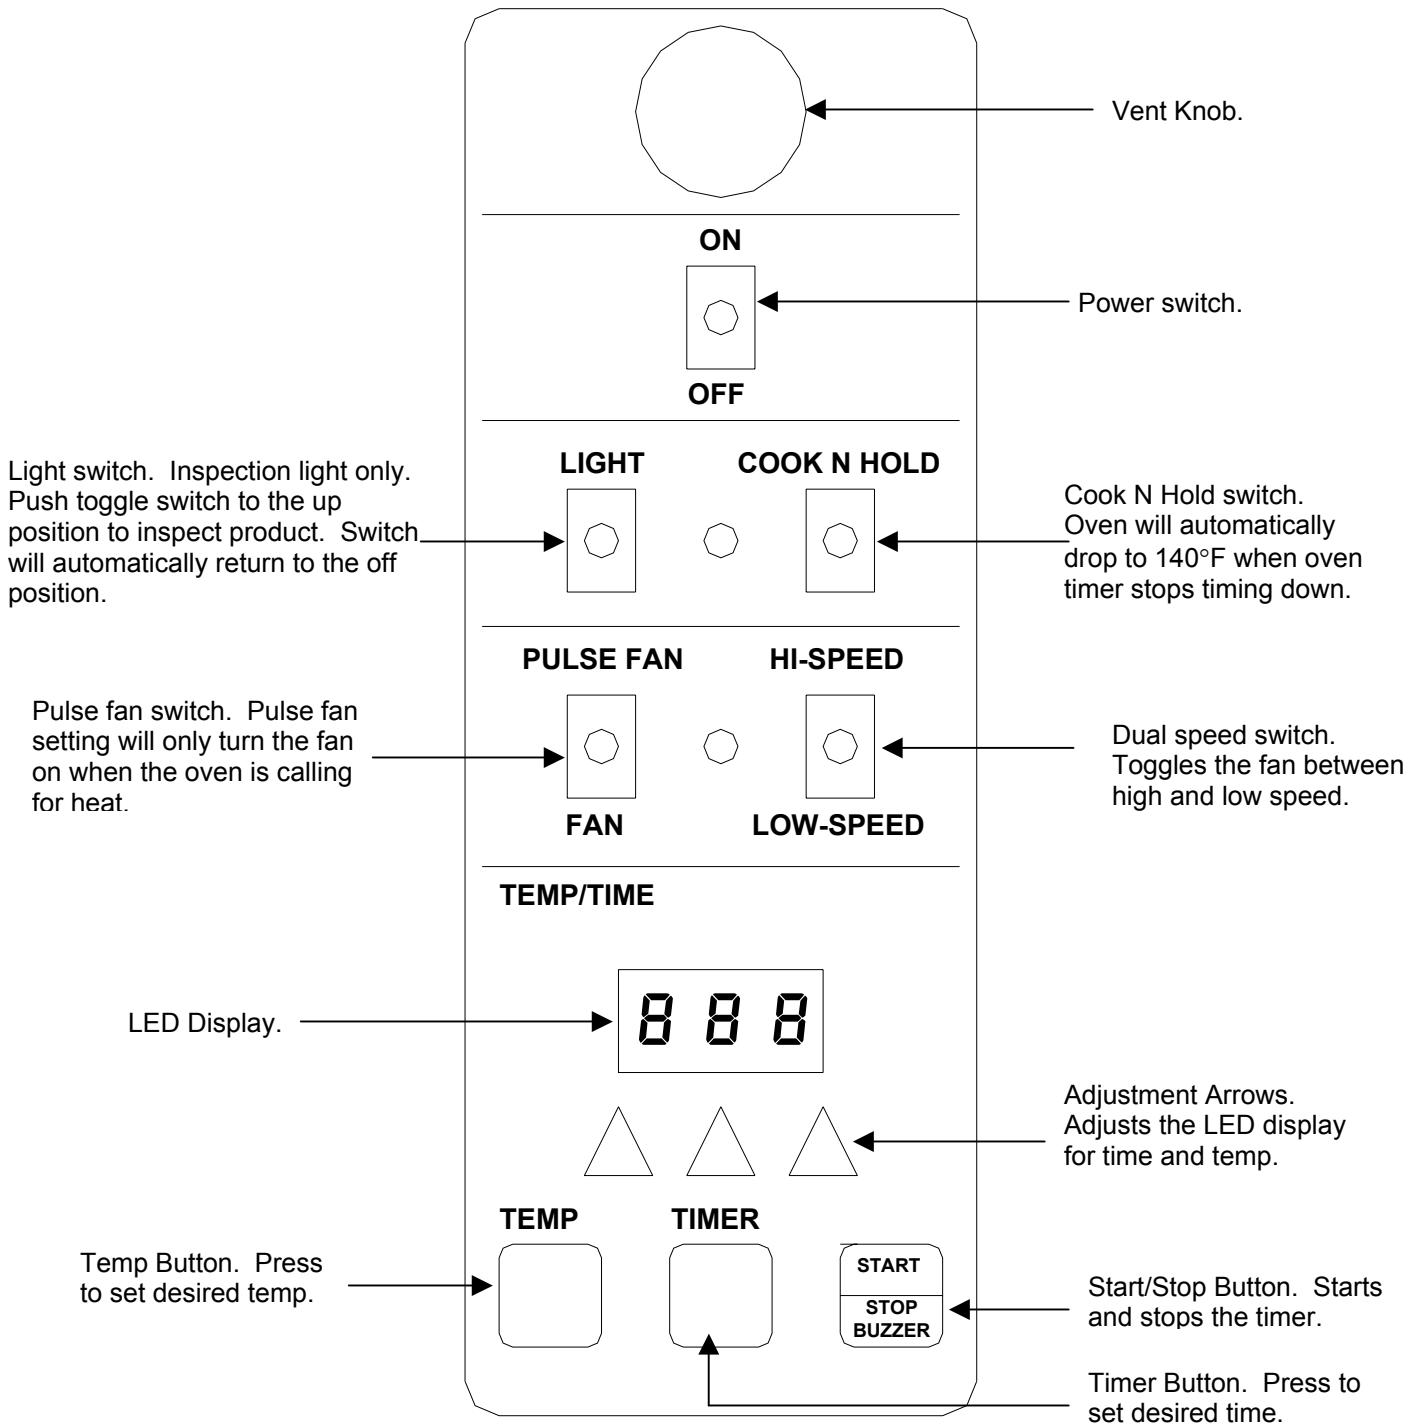 Vent Knob.
ON
Power switch.
OFF
LIGHT
COOK N HOLD
Light switch.  Inspection light only.
Push toggle switch to the up
position to inspect product.  Switch
will automatically return to the off
position.
Cook N Hold switch.
Oven will automatically
drop to 140°F when oven
timer stops timing down.
PULSE FAN
HI-SPEED
Pulse fan switch.  Pulse fan
setting will only turn the fan
on when the oven is calling
for heat.
Dual speed switch.
Toggles the fan between
high and low speed.
FAN
LOW-SPEED
TEMP/TIME
LED Display.
888
Adjustment Arrows.
Adjusts the LED display
for time and temp.
TEMP
TIMER
Temp Button.  Press
to set desired temp.
START
STOP
BUZZER
Start/Stop Button.  Starts
and stops the timer.
Timer Button.  Press to
set desired time.